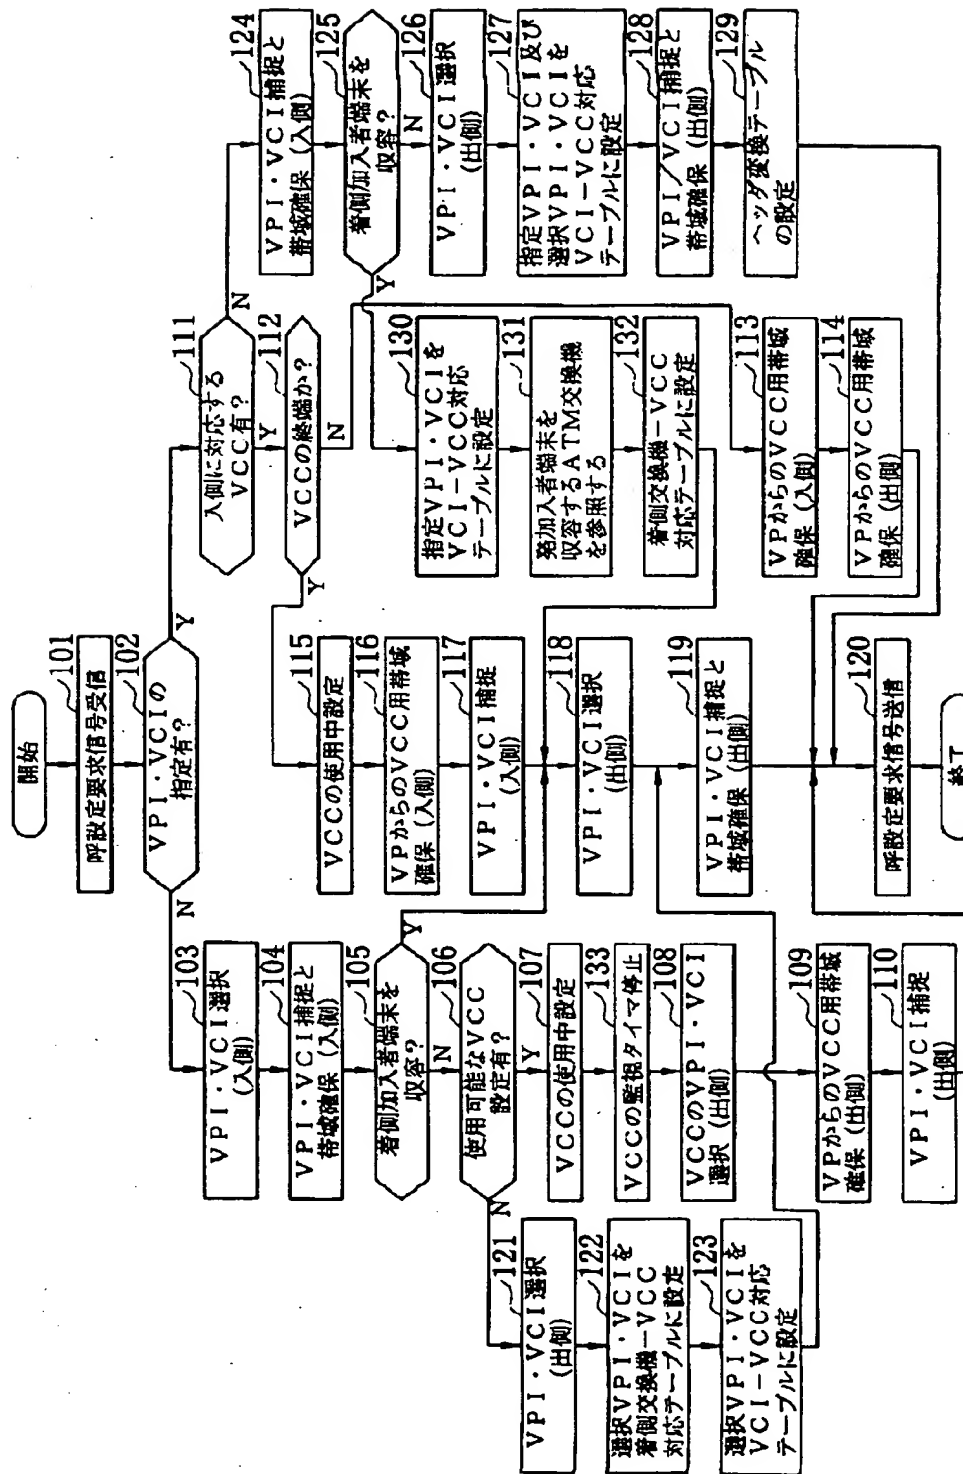 開始
101
呼設定要求信号受信
102
VPI・VCIの
指定有?
N
Y
103
VPI・VCI選択
(入側)
104
VPI・VCI捕捉と
帯域確保(入側)
105
着側加入者端末を
収容?
Y
N
106
使用可能なVCC
設定有?
N
Y
107
VCCの使用中設定
133
VCCの監視タイマ停止
108
VCCのVPI・VCI
選択(出側)
109
VPからのVCC用帯域
確保(出側)
110
VPI・VCI捕捉
(出側)
121
VPI・VCI選択
(出側)
122
選択VPI・VCIを
着側交換機-VCC
対応テーブルに設定
123
選択VPI・VCIを
VCI-VCC対応
テーブルに設定
111
入側に対応する
VCC有?
N
Y
112
VCCの終端か?
Y
N
115
VCCの使用中設定
116
VPからのVCC用帯域
確保(入側)
117
VPI・VCI捕捉
(入側)
118
VPI・VCI選択
(出側)
119
VPI・VCI捕捉と
帯域確保(出側)
120
呼設定要求信号送信
終了
130
指定VPI・VCIを
VCI-VCC対応
テーブルに設定
131
発加入者端末を
収容するATM交換機
を参照する
132
着側交換機-VCC
対応テーブルに設定
113
VPからのVCC用帯域
確保(入側)
114
VPからのVCC用帯域
確保(出側)
124
VPI・VCI捕捉と
帯域確保(入側)
125
着側加入者端末を
収容?
Y
N
126
VPI・VCI選択
(出側)
127
指定VPI・VCI及び
選択VPI・VCIを
VCI-VCC対応
テーブルに設定
128
VPI/VCI捕捉と
帯域確保(出側)
129
ヘッダ変換テーブル
の設定